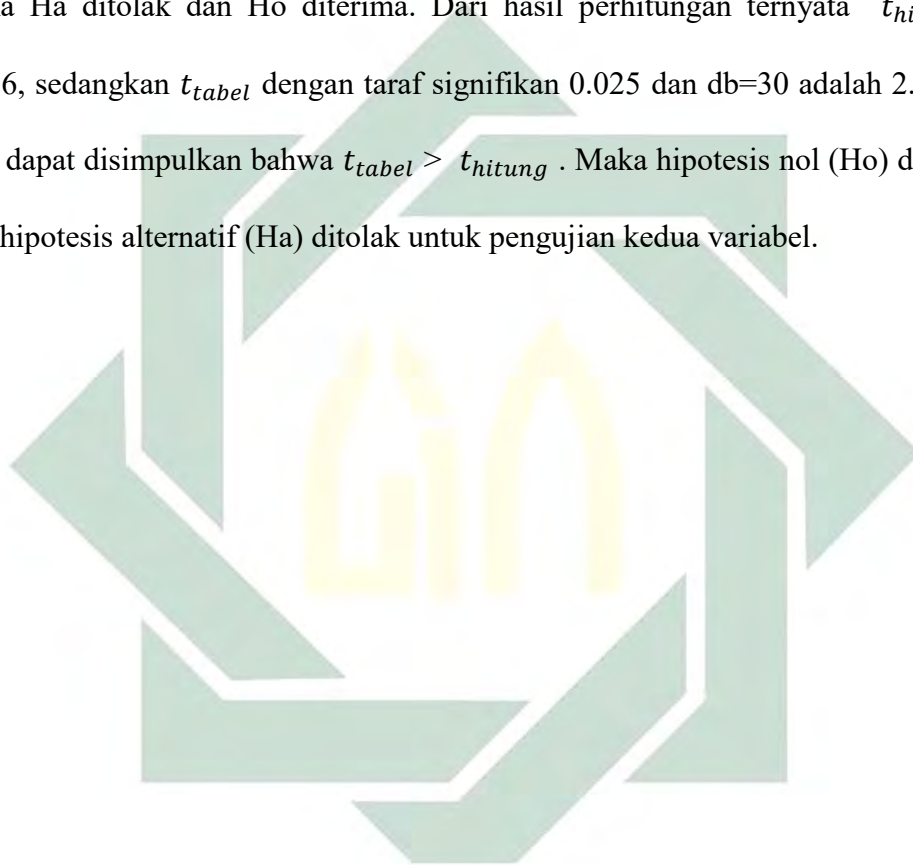 a Ha ditolak dan Ho diterima. Dari hasil perhitungan ternyata t_hi
6, sedangkan t_tabel dengan taraf signifikan 0.025 dan db=30 adalah 2.
dapat disimpulkan bahwa t_tabel > t_hitung . Maka hipotesis nol (Ho) d
hipotesis alternatif (Ha) ditolak untuk pengujian kedua variabel.